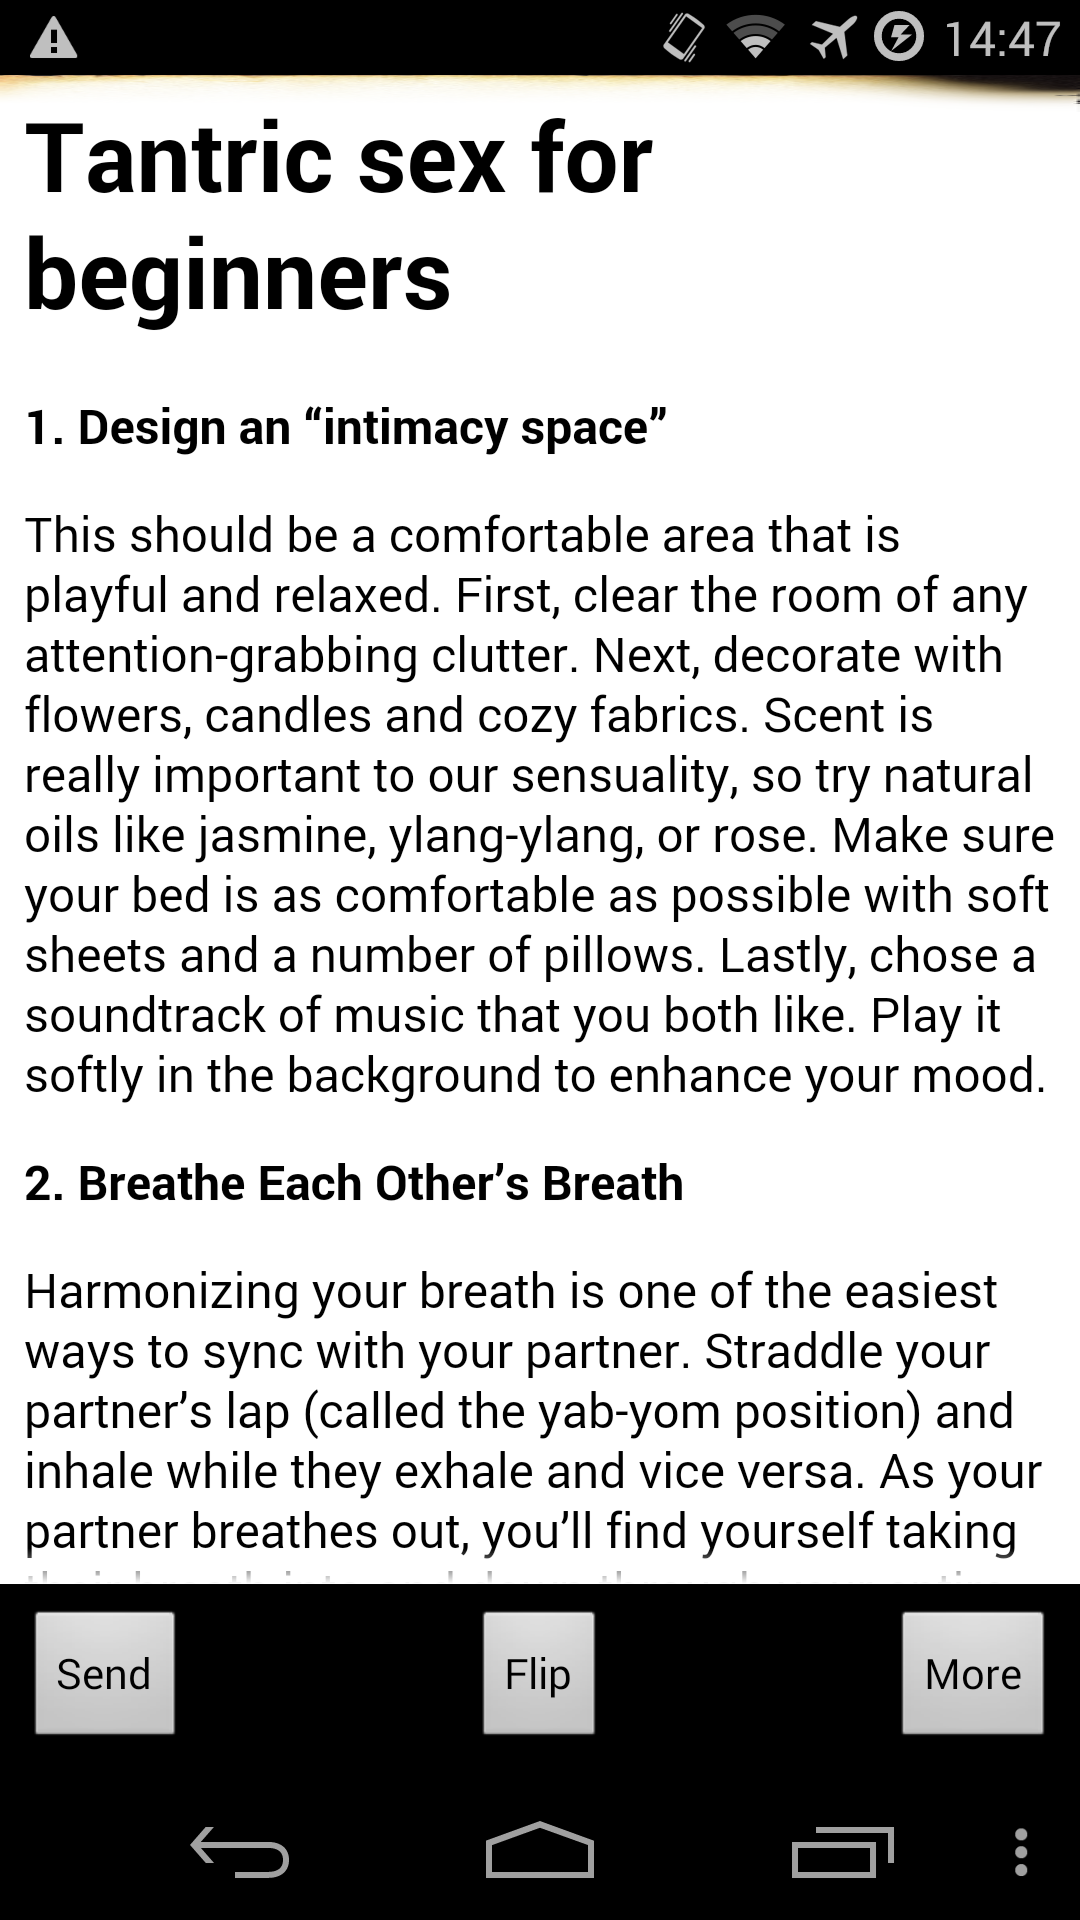 14:47
Tantric sex for
beginners
1. Design an “intimacy space”
This should be a comfortable area that is
playful and relaxed. First, clear the room of any
attention-grabbing clutter. Next, decorate with
flowers, candles and cozy fabrics. Scent is
really important to our sensuality, so try natural
oils like jasmine, ylang-ylang, or rose. Make sure
your bed is as comfortable as possible with soft
sheets and a number of pillows. Lastly, chose a
soundtrack of music that you both like. Play it
softly in the background to enhance your mood.
2. Breathe Each Other’s Breath
Harmonizing your breath is one of the easiest
ways to sync with your partner. Straddle your
partner’s lap (called the yab-yom position) and
inhale while they exhale and vice versa. As your
partner breathes out, you’ll find yourself taking
Send Flip More